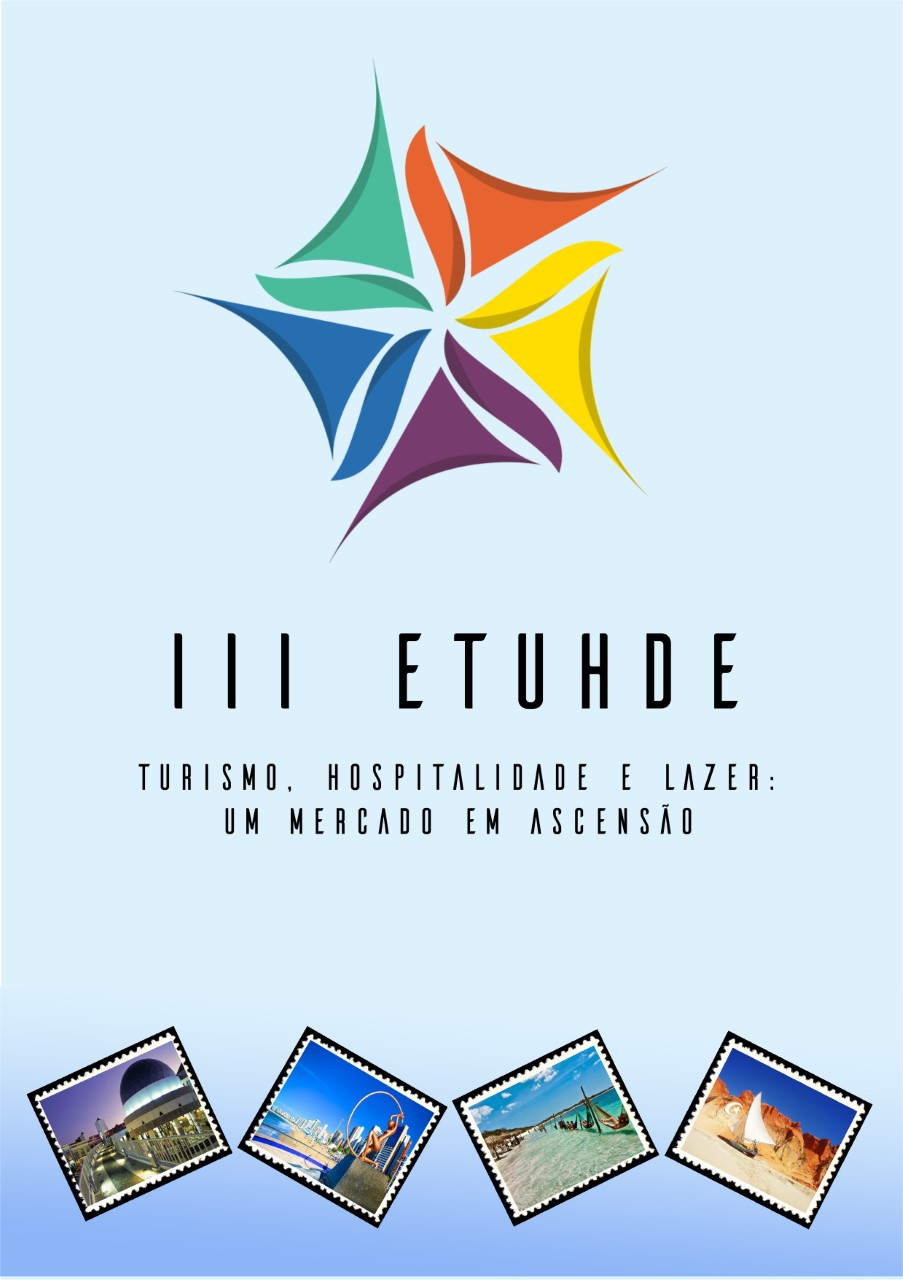 III ETUHDE
TURISMO, HOSPITALIDADE E LAZER:
UM MERCADO EM ASCENSÃO